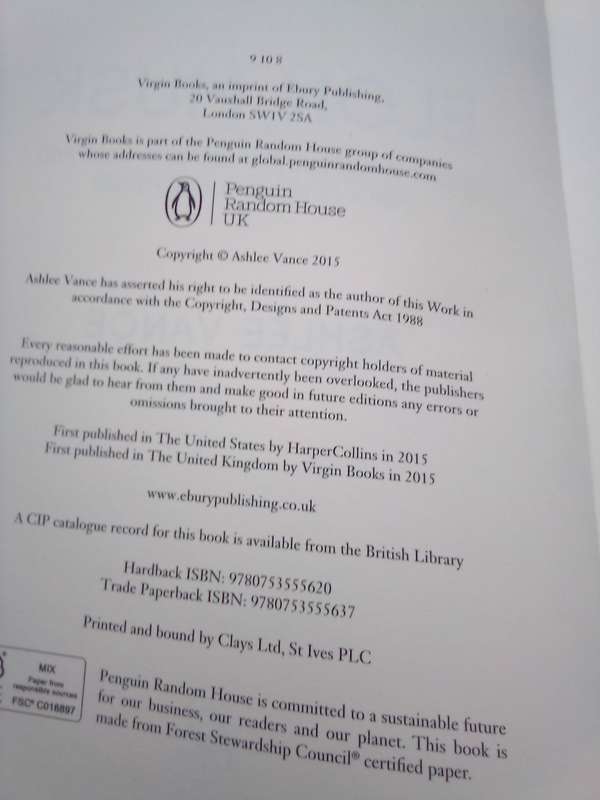 9 10 8
Virgin Books, an imprint of Ebury Publishing,
20 Vauxhall Bridge Road,
London SW1V 2SA
Virgin Books is part of the Penguin Random House group of companies
whose addresses can be found at global.penguinrandomhouse.com
Penguin
Random House
UK
Copyright © Ashlee Vance 2015
Ashlee Vance has asserted his right to be identified as the author of this Work in
accordance with the Copyright, Designs and Patents Act 1988
Every reasonable effort has been made to contact copyright holders of material
reproduced in this book. If any have inadvertently been overlooked, the publishers
would be glad to hear from them and make good in future editions any errors or
omissions brought to their attention.
First published in The United States by HarperCollins in 2015
First published in The United Kingdom by Virgin Books in 2015
www.eburypublishing.co.uk
A CIP catalogue record for this book is available from the British Library
Hardback ISBN: 9780753555620
Trade Paperback ISBN: 9780753555637
Printed and bound by Clays Ltd, St Ives PLC
MIX
Paper from
responsible sources
FSC® C018897
Penguin Random House is committed to a sustainable future
for our business, our readers and our planet. This book is
made from Forest Stewardship Council® certified paper.